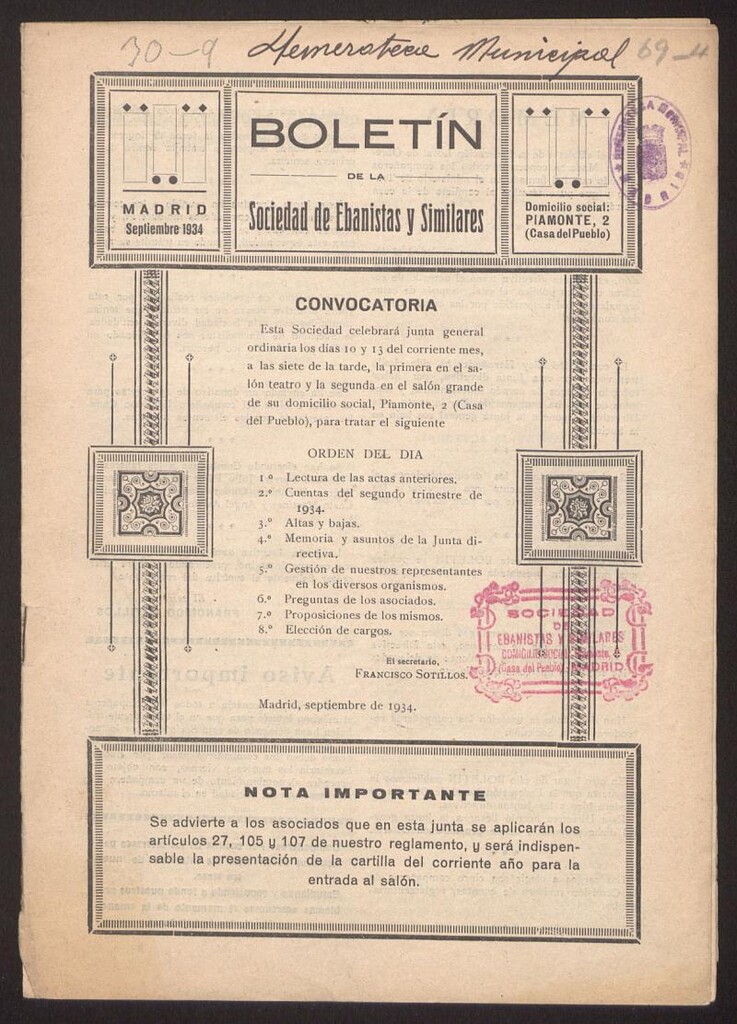 30-9 Hemeroteca Municipal 69-4
BOLETÍN
DE LA
Sociedad de Ebanistas y Similares
MADRID
Septiembre 1934
Domicilio social:
PIAMONTE, 2
(Casa del Pueblo)
CONVOCATORIA
Esta Sociedad celebrará junta general
ordinaria los días 10 y 13 del corriente mes,
a las siete de la tarde, la primera en el sa-
lón teatro y la segunda en el salón grande
de su domicilio social, Piamonte, 2 (Casa
del Pueblo), para tratar el siguiente
ORDEN DEL DIA
1º Lectura de las actas anteriores.
2.º Cuentas del segundo trimestre de
1934.
3.º Altas y bajas.
4.º Memoria y asuntos de la Junta di-
rectiva.
5.º Gestión de nuestros representantes
en los diversos organismos.
6.º Preguntas de los asociados.
7.º Proposiciones de los mismos.
8.º Elección de cargos.
El secretario,
FRANCISCO SOTILLOS.
Madrid, septiembre de 1934.
SOCIEDAD
DE
EBANISTAS Y SIMILARES
DOMICILIO SOCIAL
(Casa del Pueblo) MADRID
NOTA IMPORTANTE
Se advierte a los asociados que en esta junta se aplicarán los
artículos 27, 105 y 107 de nuestro reglamento, y será indispen-
sable la presentación de la cartilla del corriente año para la
entrada al salón.